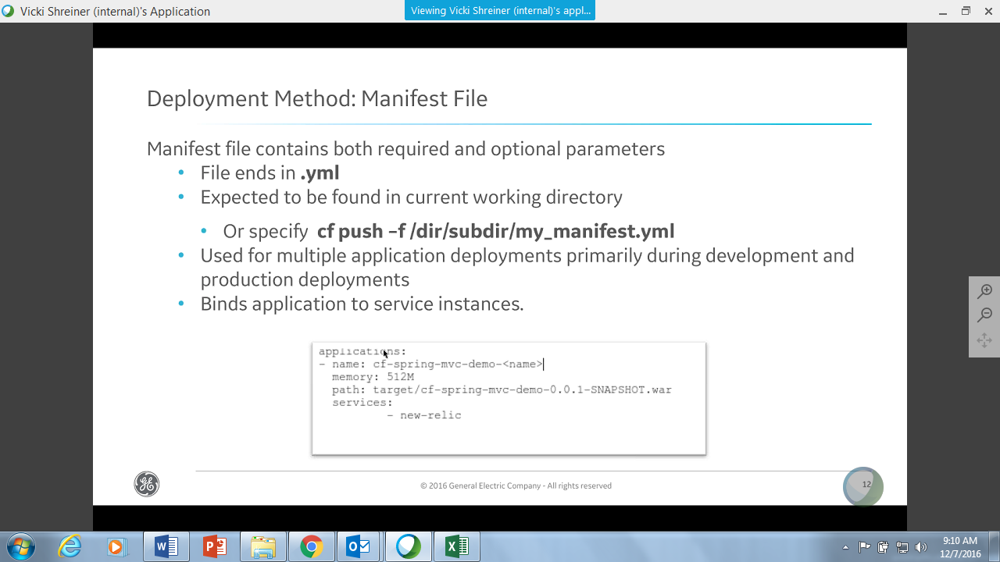 Vicki Shreiner (internal)'s Application
Viewing Vicki Shreiner (internal)'s appl...
Deployment Method: Manifest File
Manifest file contains both required and optional parameters
• File ends in .yml
• Expected to be found in current working directory
• Or specify cf push –f /dir/subdir/my_manifest.yml
• Used for multiple application deployments primarily during development and
production deployments
• Binds application to service instances.
applications:
- name: cf-spring-mvc-demo-<name>
memory: 512M
path: target/cf-spring-mvc-demo-0.0.1-SNAPSHOT.war
services:
- new-relic
© 2016 General Electric Company - All rights reserved
12
9:10 AM
12/7/2016